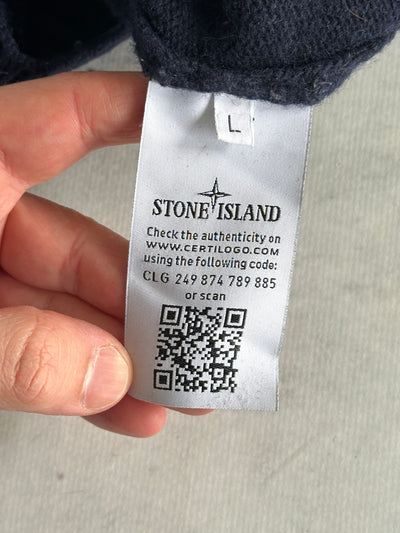 L
STONE ISLAND
Check the authenticity on
WWW.CERTILOGO.COM
using the following code:
CLG 249 874 789 885
or scan